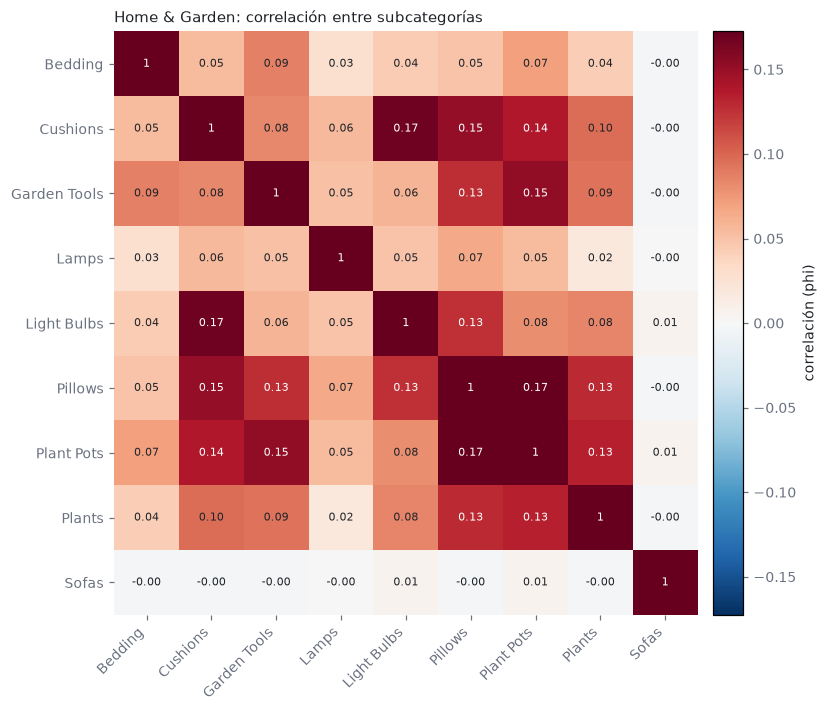 Home & Garden: correlación entre subcategorías
Bedding 1 0.05 0.09 0.03 0.04 0.05 0.07 0.04 -0.00
Cushions 0.05 1 0.08 0.06 0.17 0.15 0.14 0.10 -0.00
Garden Tools 0.09 0.08 1 0.05 0.06 0.13 0.15 0.09 -0.00
Lamps 0.03 0.06 0.05 1 0.05 0.07 0.05 0.02 -0.00
Light Bulbs 0.04 0.17 0.06 0.05 1 0.13 0.08 0.08 0.01
Pillows 0.05 0.15 0.13 0.07 0.13 1 0.17 0.13 -0.00
Plant Pots 0.07 0.14 0.15 0.05 0.08 0.17 1 0.13 0.01
Plants 0.04 0.10 0.09 0.02 0.08 0.13 0.13 1 -0.00
Sofas -0.00 -0.00 -0.00 -0.00 0.01 -0.00 0.01 -0.00 1
Bedding Cushions Garden Tools Lamps Light Bulbs Pillows Plant Pots Plants Sofas
0.15
0.10
0.05
0.00
−0.05
−0.10
−0.15
correlación (phi)